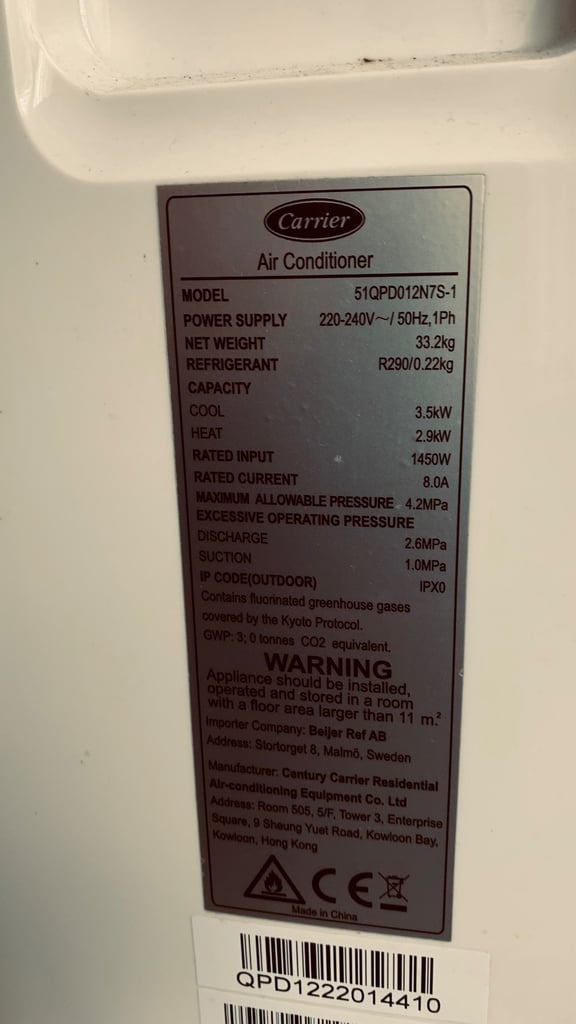 Carrier
Air Conditioner
MODEL 51QPD012N7S-1
POWER SUPPLY 220-240V～/ 50Hz,1Ph
NET WEIGHT 33.2kg
REFRIGERANT R290/0.22kg
CAPACITY
COOL 3.5kW
HEAT 2.9kW
RATED INPUT 1450W
RATED CURRENT 8.0A
MAXIMUM ALLOWABLE PRESSURE 4.2MPa
EXCESSIVE OPERATING PRESSURE
DISCHARGE 2.6MPa
SUCTION 1.0MPa
IP CODE(OUTDOOR) IPX0
Contains fluorinated greenhouse gases
covered by the Kyoto Protocol.
GWP: 3; 0 tonnes CO2 equivalent.
WARNING
Appliance should be installed,
operated and stored in a room
with a floor area larger than 11 m.²
Importer Company: Beijer Ref AB
Address: Stortorget 8, Malmö, Sweden
Manufacturer: Century Carrier Residential
Air-conditioning Equipment Co. Ltd
Address: Room 505, 5/F, Tower 3, Enterprise
Square, 9 Sheung Yuet Road, Kowloon Bay,
Kowloon, Hong Kong
CE
Made in China
QPD1222014410